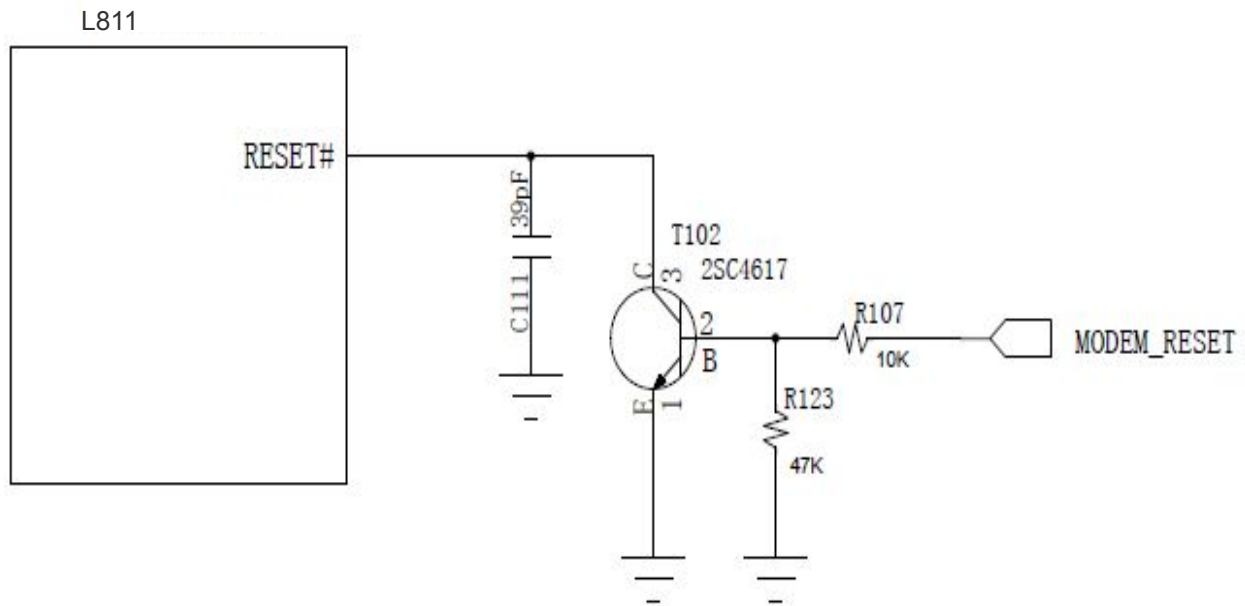 L811
RESET#
39pF
C111
T102
2SC4617
C
3
2
B
E
1
R107
10K
MODEM_RESET
R123
47K